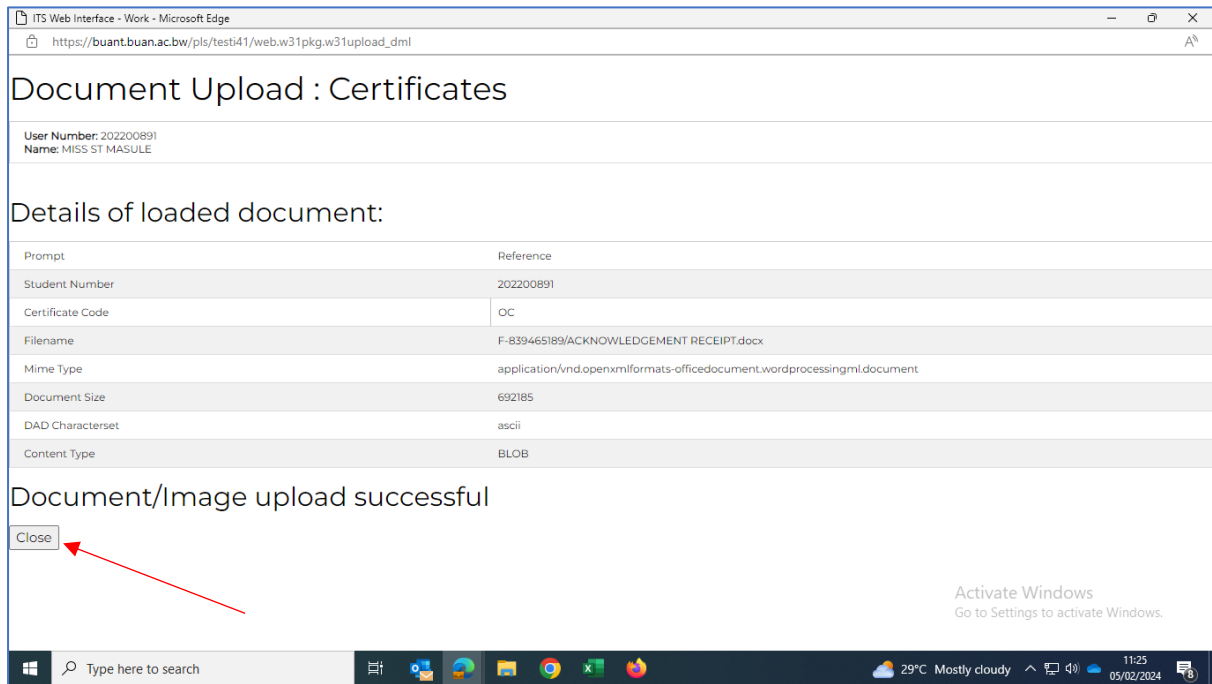 ITS Web Interface - Work - Microsoft Edge
https://buant.buan.ac.bw/pls/testi41/web.w31pkg.w31upload_dml
Document Upload : Certificates
User Number: 202200891
Name: MISS ST MASULE
Details of loaded document:
Prompt Reference
Student Number 202200891
Certificate Code OC
Filename F-839465189/ACKNOWLEDGEMENT RECEIPT.docx
Mime Type application/vnd.openxmlformats-officedocument.wordprocessingml.document
Document Size 692185
DAD Characterset ascii
Content Type BLOB
Document/Image upload successful
Close
Activate Windows
Go to Settings to activate Windows.
Type here to search 29°C Mostly cloudy 11:25
05/02/2024 8